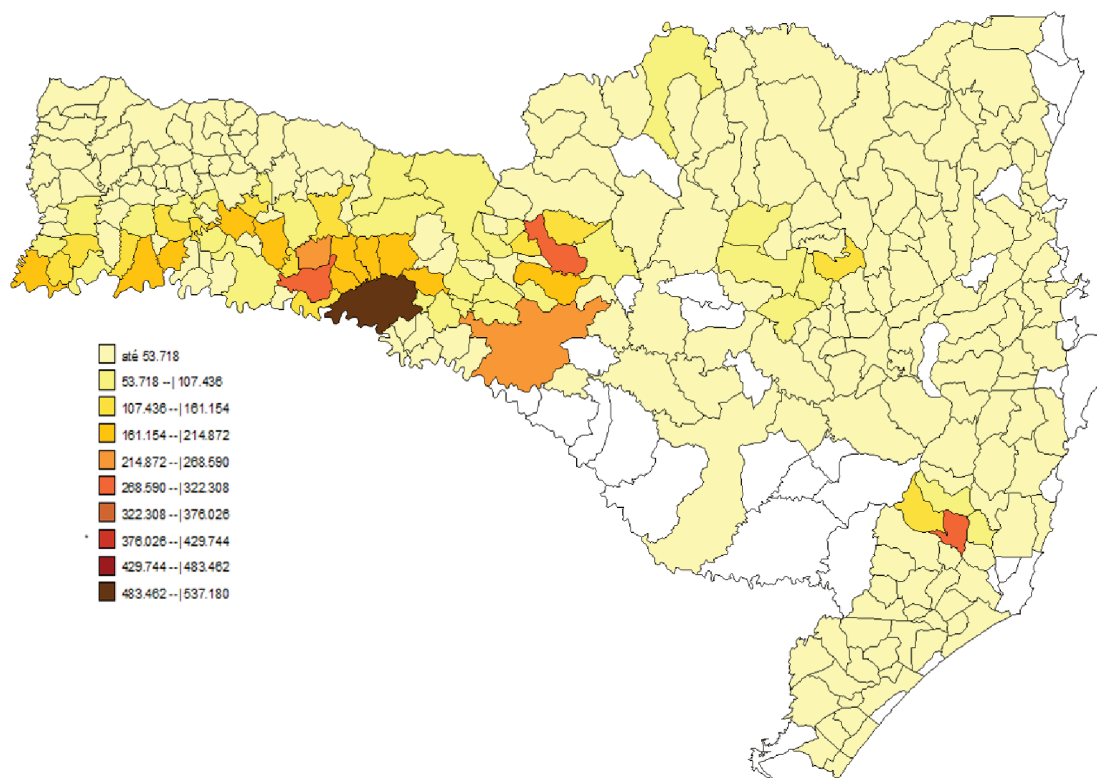 até 53.718
53.718 --| 107.436
107.436 --| 161.154
161.154 --| 214.872
214.872 --| 268.590
268.590 --| 322.308
322.308 --| 376.026
376.026 --| 429.744
429.744 --| 483.462
483.462 --| 537.180